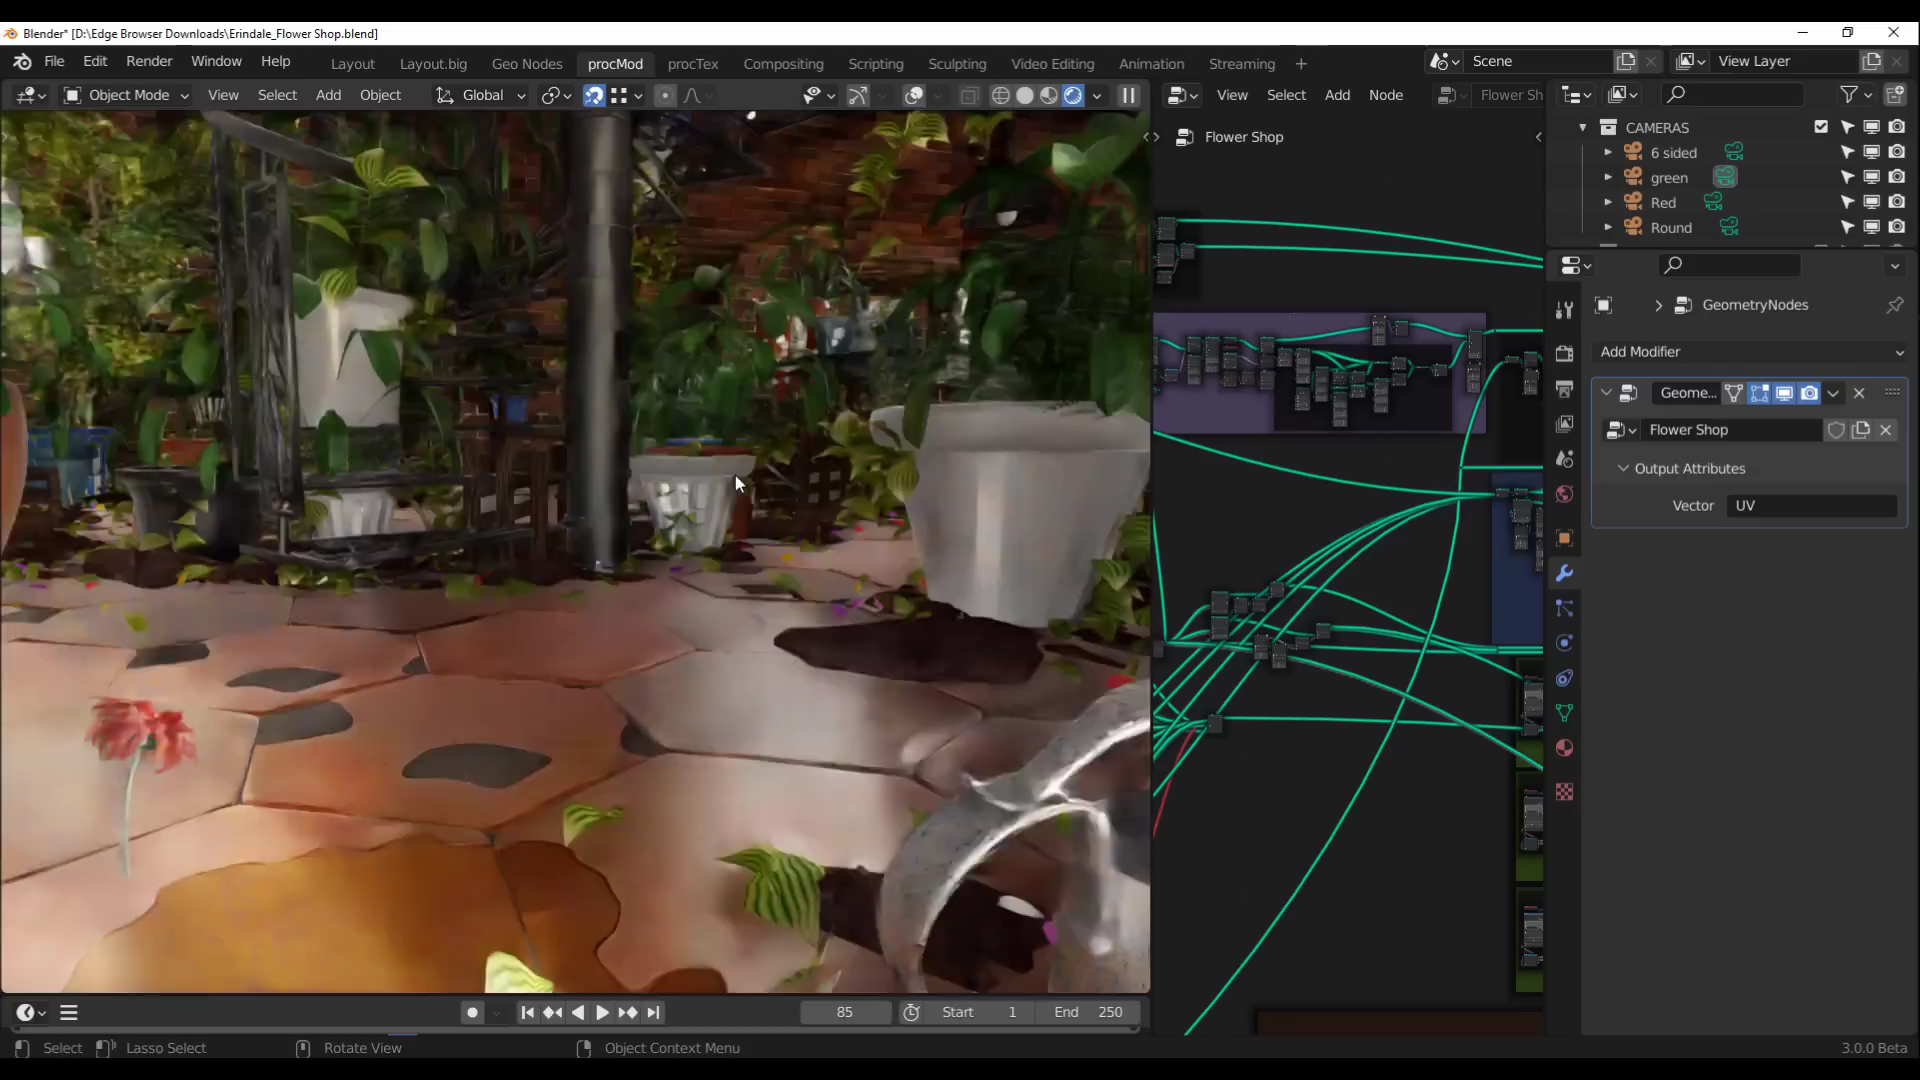 Blender* [D:\Edge Browser Downloads\Erindale_Flower Shop.blend]
File Edit Render Window Help Layout Layout.big Geo Nodes procMod procTex Compositing Scripting Sculpting Video Editing Animation Streaming + Scene View Layer
Object Mode View Select Add Object Global View Select Add Node Flower Sh
Flower Shop
CAMERAS
6 sided
green
Red
Round
GeometryNodes
Add Modifier
Geome...
Flower Shop
Output Attributes
Vector UV
85 Start 1 End 250
Select Lasso Select Rotate View Object Context Menu 3.0.0 Beta